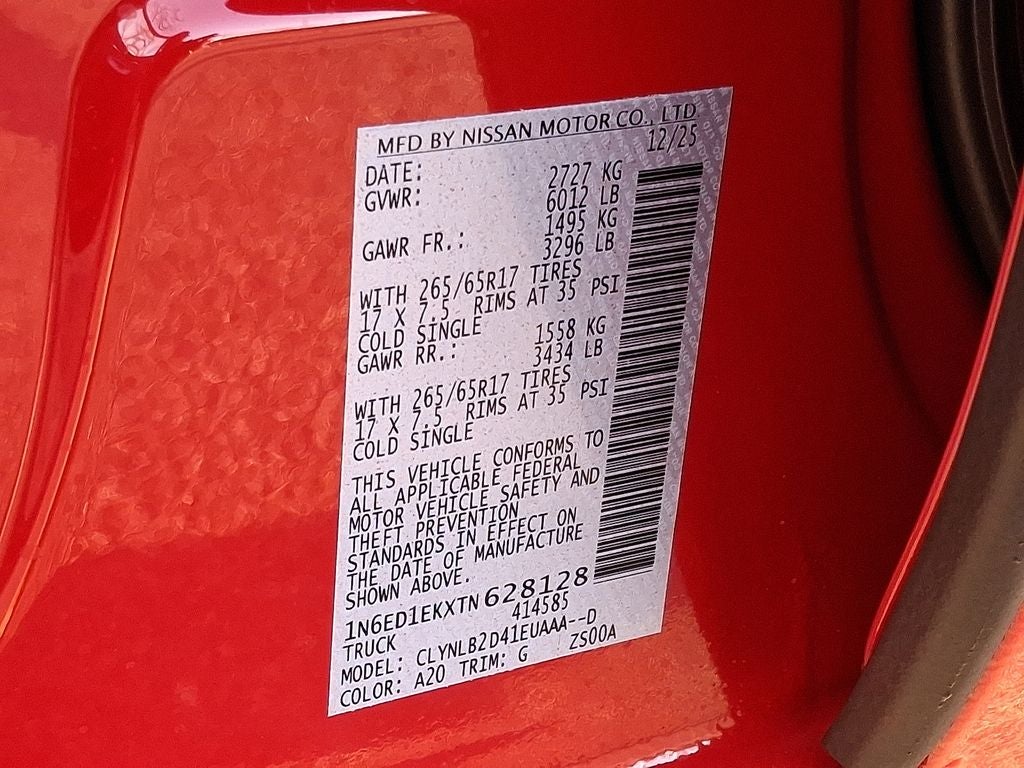 MFD BY NISSAN MOTOR CO., LTD
DATE: 12/25
GVWR: 2727 KG
6012 LB
GAWR FR.: 1495 KG
3296 LB
WITH 265/65R17 TIRES
17 X 7.5 RIMS AT 35 PSI
COLD SINGLE
GAWR RR.: 1558 KG
3434 LB
WITH 265/65R17 TIRES
17 X 7.5 RIMS AT 35 PSI
COLD SINGLE
THIS VEHICLE CONFORMS TO
ALL APPLICABLE FEDERAL
MOTOR VEHICLE SAFETY AND
THEFT PREVENTION
STANDARDS IN EFFECT ON
THE DATE OF MANUFACTURE
SHOWN ABOVE.
1N6ED1EKXTN628128
TRUCK 414585
MODEL: CLYNLB2D41EUAAA--D
COLOR: A20 TRIM: G ZS00A